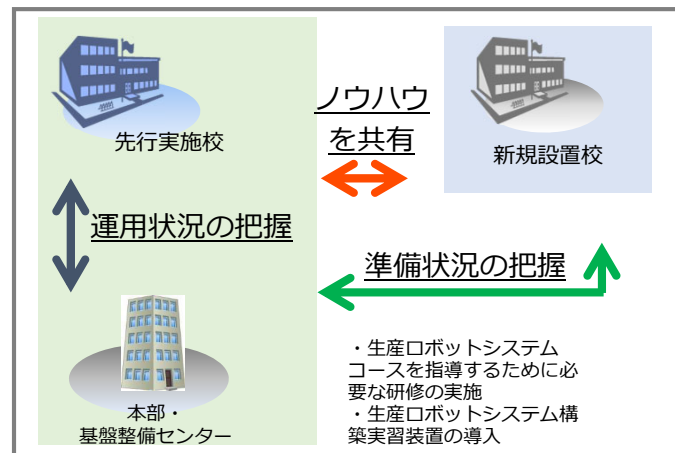 先行実施校
ノウハウ
を共有
新規設置校
運用状況の把握
準備状況の把握
本部・
基盤整備センター
・生産ロボットシステム
コースを指導するために必
要な研修の実施
・生産ロボットシステム構
築実習装置の導入